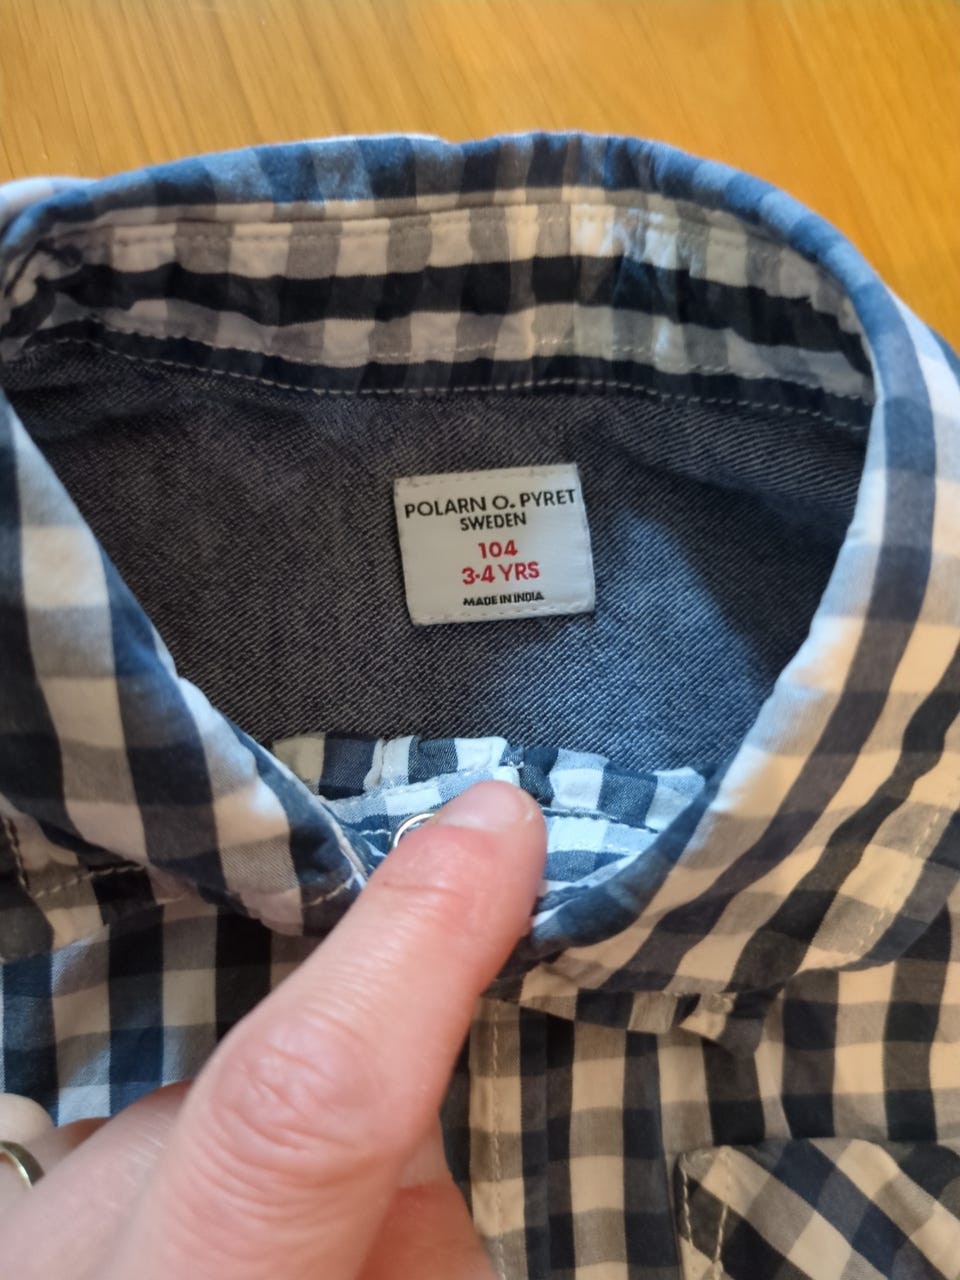 POLARN O. PYRET
SWEDEN
104
3-4 YRS
MADE IN INDIA